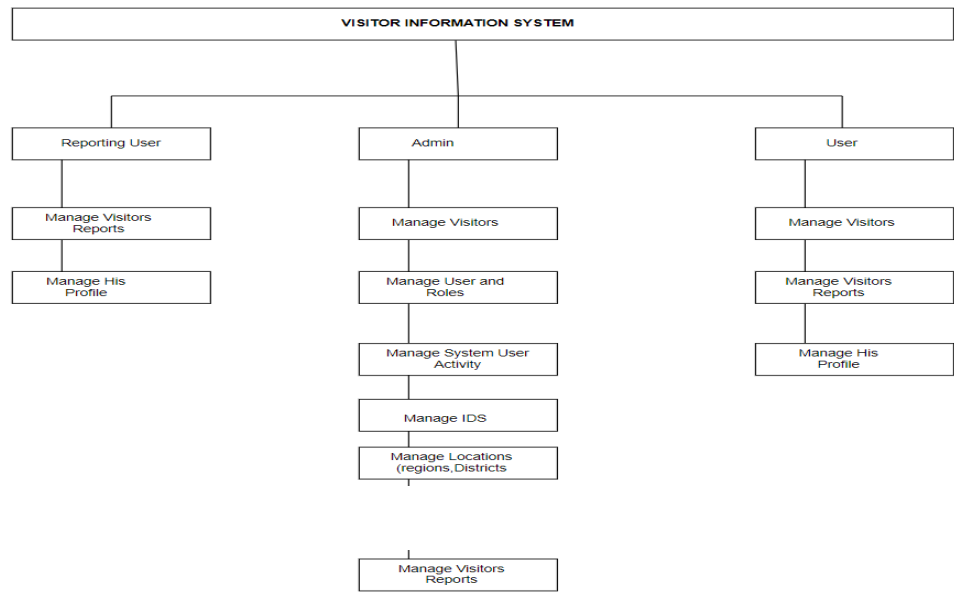 VISITOR INFORMATION SYSTEM
Reporting User
Admin
User
Manage Visitors
Reports
Manage Visitors
Manage Visitors
Manage His
Profile
Manage User and
Roles
Manage Visitors
Reports
Manage System User
Activity
Manage His
Profile
Manage IDS
Manage Locations
(regions,Districts
Manage Visitors
Reports